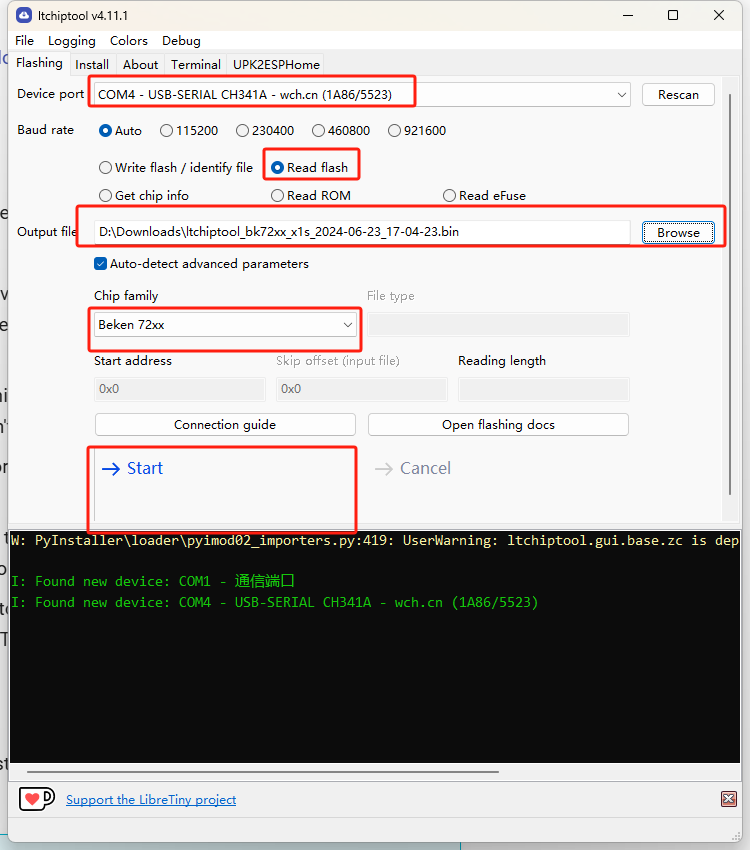 ltchiptool v4.11.1
File Logging Colors Debug
Flashing Install About Terminal UPK2ESPHome
Device port COM4 - USB-SERIAL CH341A - wch.cn (1A86/5523) Rescan
Baud rate Auto 115200 230400 460800 921600
Write flash / identify file Read flash
Get chip info Read ROM Read eFuse
Output file D:\Downloads\ltchiptool_bk72xx_x1s_2024-06-23_17-04-23.bin Browse
Auto-detect advanced parameters
Chip family File type
Beken 72xx
Start address Skip offset (input file) Reading length
0x0 0x0
Connection guide Open flashing docs
Start Cancel
W: PyInstaller\loader\pyimod02_importers.py:419: UserWarning: ltchiptool.gui.base.zc is dep
I: Found new device: COM1 - 通信端口
I: Found new device: COM4 - USB-SERIAL CH341A - wch.cn (1A86/5523)
Support the LibreTiny project